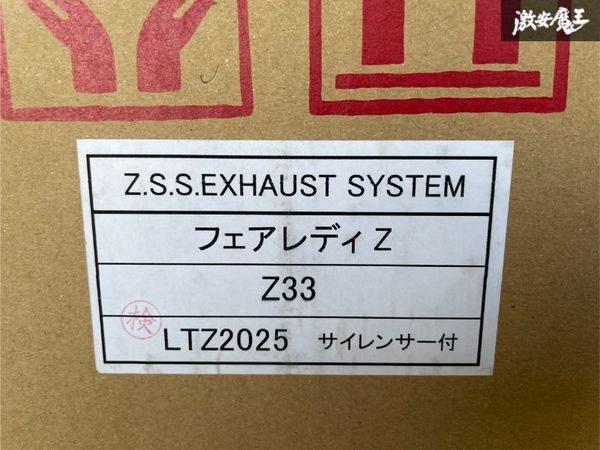 激安魔王
Z.S.S.EXHAUST SYSTEM
フェアレディ Z
Z33
検
LTZ2025 サイレンサー付